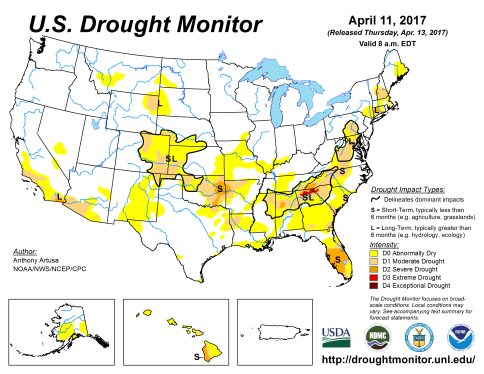 U.S. Drought Monitor
April 11, 2017
(Released Thursday, Apr. 13, 2017)
Valid 8 a.m. EDT
L
L
L
SL
S
S
S
SL
S
S
L
Drought Impact Types:
Delineates dominant impacts
S = Short-Term, typically less than
6 months (e.g. agriculture, grasslands)
L = Long-Term, typically greater than
6 months (e.g. hydrology, ecology)
Intensity:
D0 Abnormally Dry
D1 Moderate Drought
D2 Severe Drought
D3 Extreme Drought
D4 Exceptional Drought
Author:
Anthony Artusa
NOAA/NWS/NCEP/CPC
The Drought Monitor focuses on broad-
scale conditions. Local conditions may
vary. See accompanying text summary for
forecast statements.
S
USDA
NDMC
NOAA
http://droughtmonitor.unl.edu/